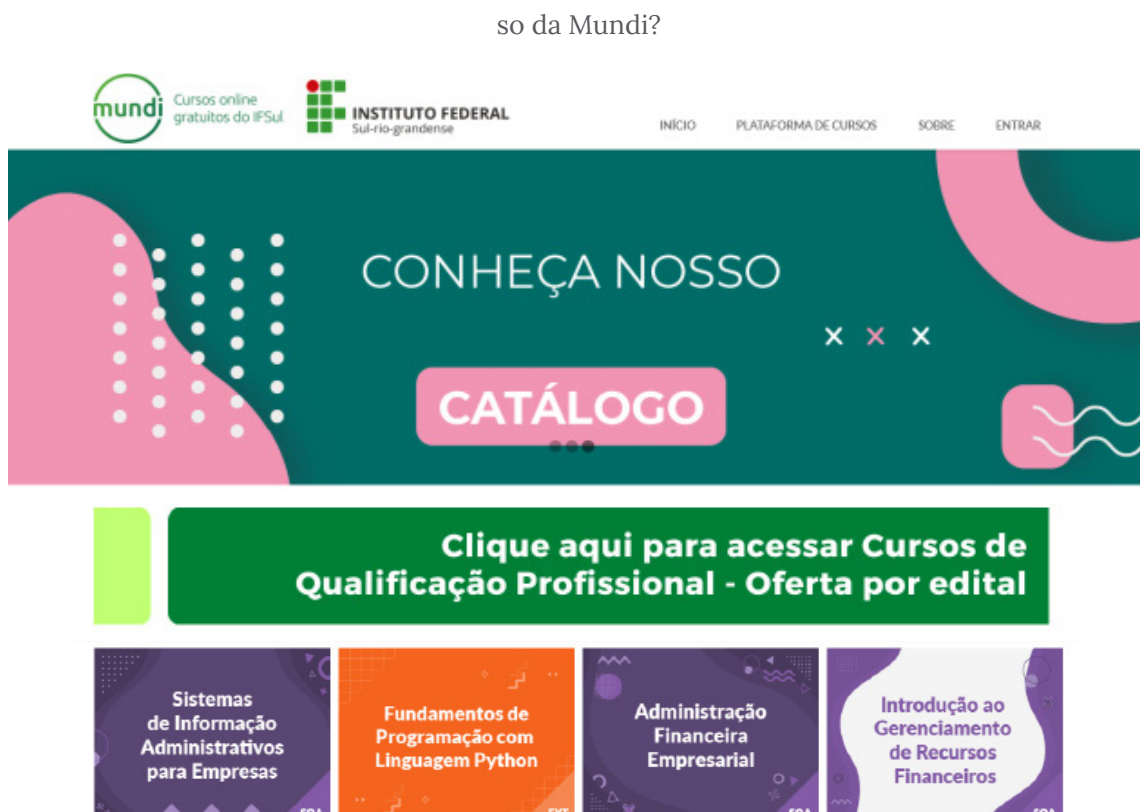 so da Mundi?
mundi
Cursos online
gratuitos do IFSul
INSTITUTO FEDERAL
Sul-rio-grandense
INÍCIO PLATAFORMA DE CURSOS SOBRE ENTRAR
CONHEÇA NOSSO
CATÁLOGO
Clique aqui para acessar Cursos de
Qualificação Profissional - Oferta por edital
Sistemas
de Informação
Administrativos
para Empresas
Fundamentos de
Programação com
Linguagem Python
Administração
Financeira
Empresarial
Introdução ao
Gerenciamento
de Recursos
Financeiros